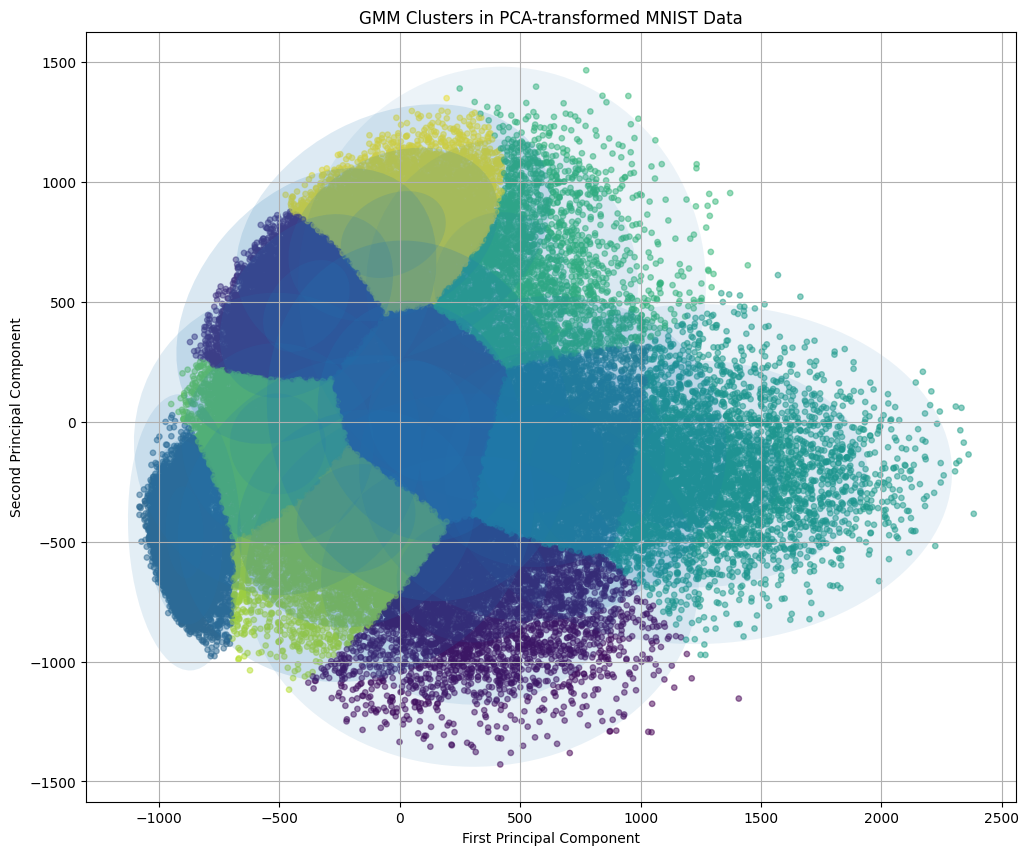 GMM Clusters in PCA-transformed MNIST Data
1500
1000
500
0
−500
−1000
−1500
Second Principal Component
−1000 −500 0 500 1000 1500 2000 2500
First Principal Component